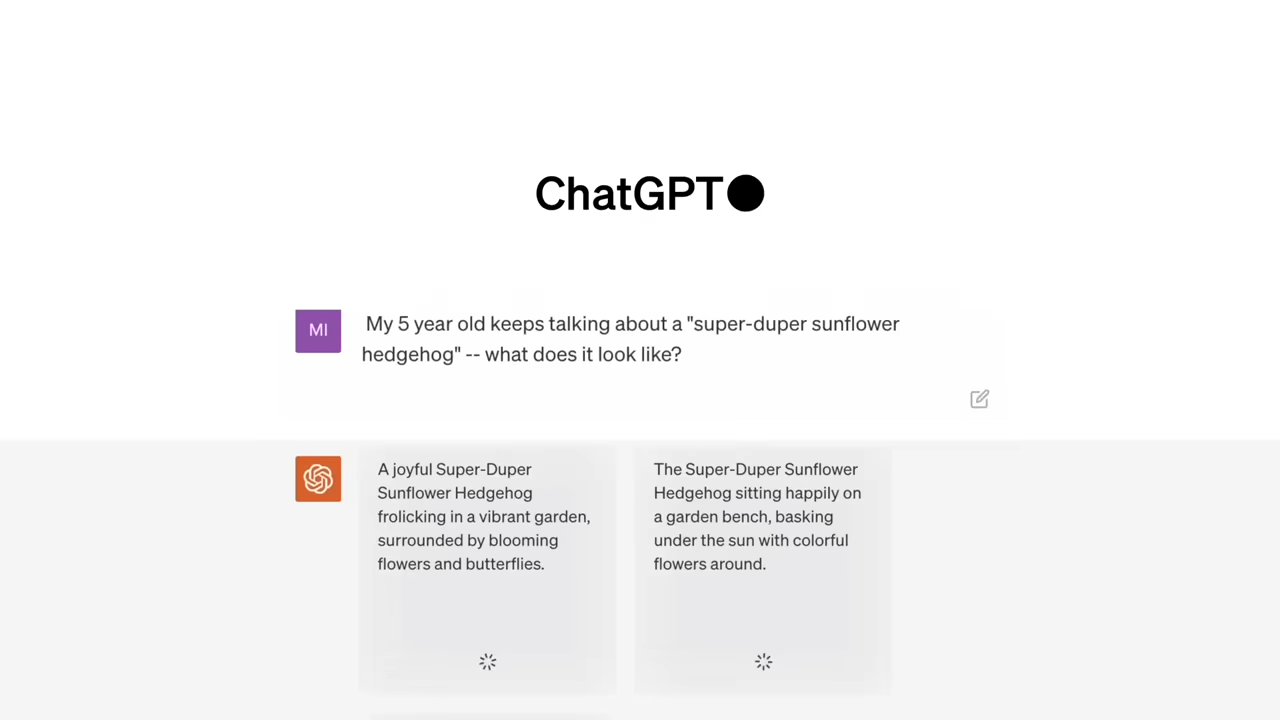 ChatGPT
MI
My 5 year old keeps talking about a "super-duper sunflower
hedgehog" -- what does it look like?
A joyful Super-Duper
Sunflower Hedgehog
frolicking in a vibrant garden,
surrounded by blooming
flowers and butterflies.
The Super-Duper Sunflower
Hedgehog sitting happily on
a garden bench, basking
under the sun with colorful
flowers around.